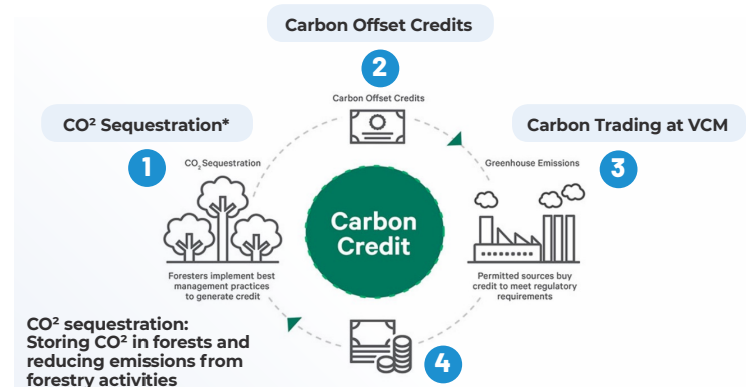 Carbon Offset Credits
2
Carbon Offset Credits
CO² Sequestration*
1
CO₂ Sequestration
Carbon Trading at VCM
3
Greenhouse Emissions
Carbon
Credit
Foresters implement best
management practices
to generate credit
Permitted sources buy
credit to meet regulatory
requirements
CO² sequestration:
Storing CO² in forests and
reducing emissions from
forestry activities
4